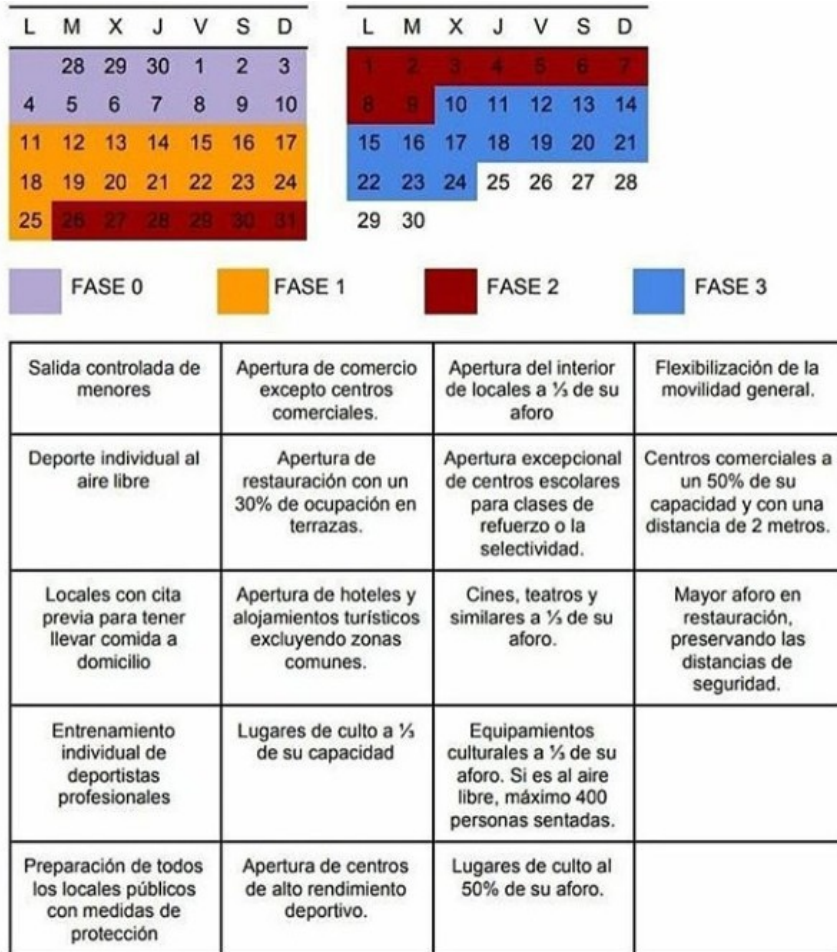 L M X J V S D
28 29 30 1 2 3
4 5 6 7 8 9 10
11 12 13 14 15 16 17
18 19 20 21 22 23 24
25 26 27 28 29 30 31
L M X J V S D
1 2 3 4 5 6 7
8 9 10 11 12 13 14
15 16 17 18 19 20 21
22 23 24 25 26 27 28
29 30
FASE 0
FASE 1
FASE 2
FASE 3
Salida controlada de
menores
Apertura de comercio
excepto centros
comerciales.
Apertura del interior
de locales a ⅓ de su
aforo
Flexibilización de la
movilidad general.
Deporte individual al
aire libre
Apertura de
restauración con un
30% de ocupación en
terrazas.
Apertura excepcional
de centros escolares
para clases de
refuerzo o la
selectividad.
Centros comerciales a
un 50% de su
capacidad y con una
distancia de 2 metros.
Locales con cita
previa para tener
llevar comida a
domicilio
Apertura de hoteles y
alojamientos turísticos
excluyendo zonas
comunes.
Cines, teatros y
similares a ⅓ de su
aforo.
Mayor aforo en
restauración,
preservando las
distancias de
seguridad.
Entrenamiento
individual de
deportistas
profesionales
Lugares de culto a ⅓
de su capacidad
Equipamientos
culturales a ⅓ de su
aforo. Si es al aire
libre, máximo 400
personas sentadas.
Preparación de todos
los locales públicos
con medidas de
protección
Apertura de centros
de alto rendimiento
deportivo.
Lugares de culto al
50% de su aforo.